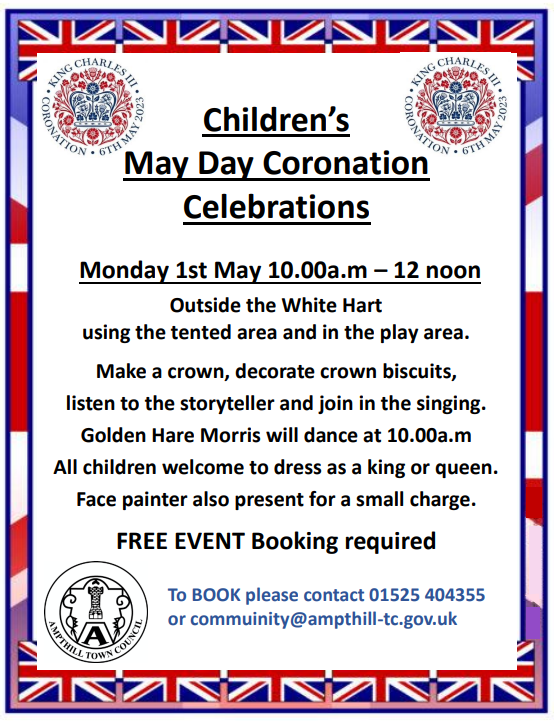 KING CHARLES III
CORONATION • 6TH MAY 2023
KING CHARLES III
CORONATION • 6TH MAY 2023
Children's
May Day Coronation
Celebrations
Monday 1st May 10.00a.m – 12 noon
Outside the White Hart
using the tented area and in the play area.
Make a crown, decorate crown biscuits,
listen to the storyteller and join in the singing.
Golden Hare Morris will dance at 10.00a.m
All children welcome to dress as a king or queen.
Face painter also present for a small charge.
FREE EVENT Booking required
A
AMPTHILL TOWN COUNCIL
To BOOK please contact 01525 404355
or commuinity@ampthill-tc.gov.uk